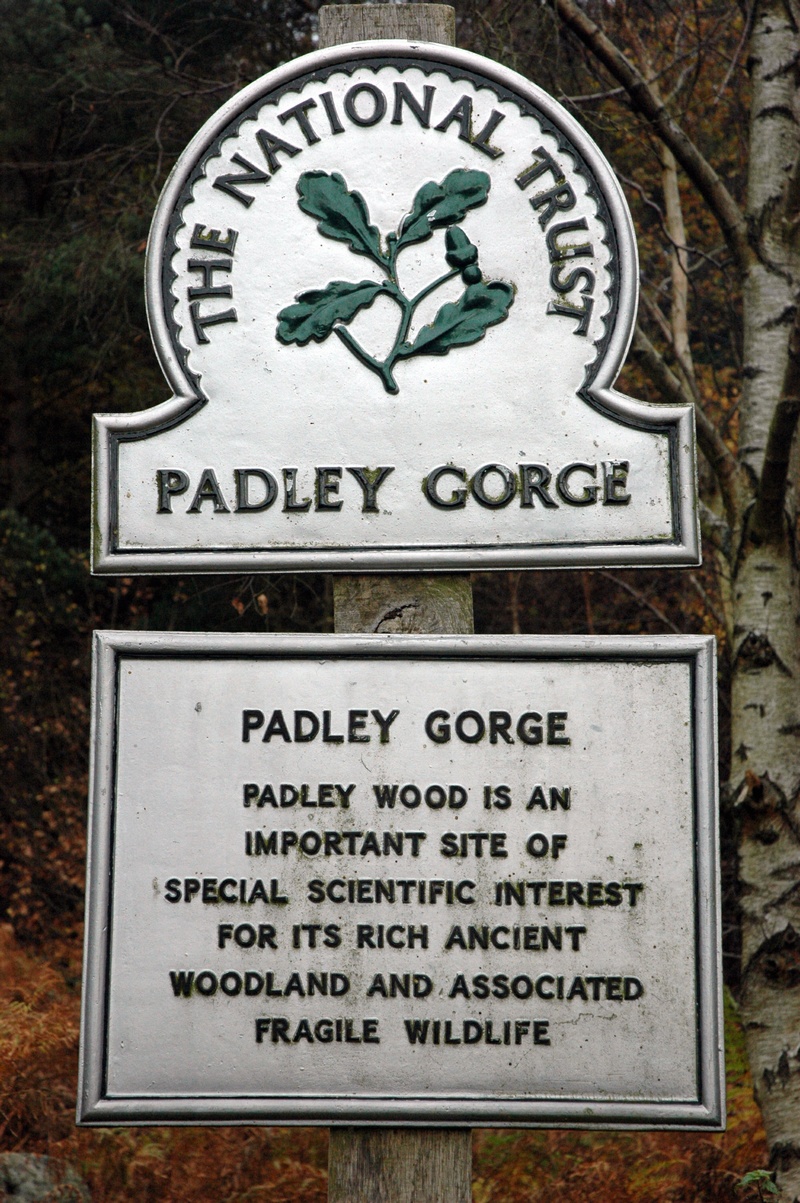 THE NATIONAL TRUST
PADLEY GORGE
PADLEY GORGE
PADLEY WOOD IS AN
IMPORTANT SITE OF
SPECIAL SCIENTIFIC INTEREST
FOR ITS RICH ANCIENT
WOODLAND AND ASSOCIATED
FRAGILE WILDLIFE